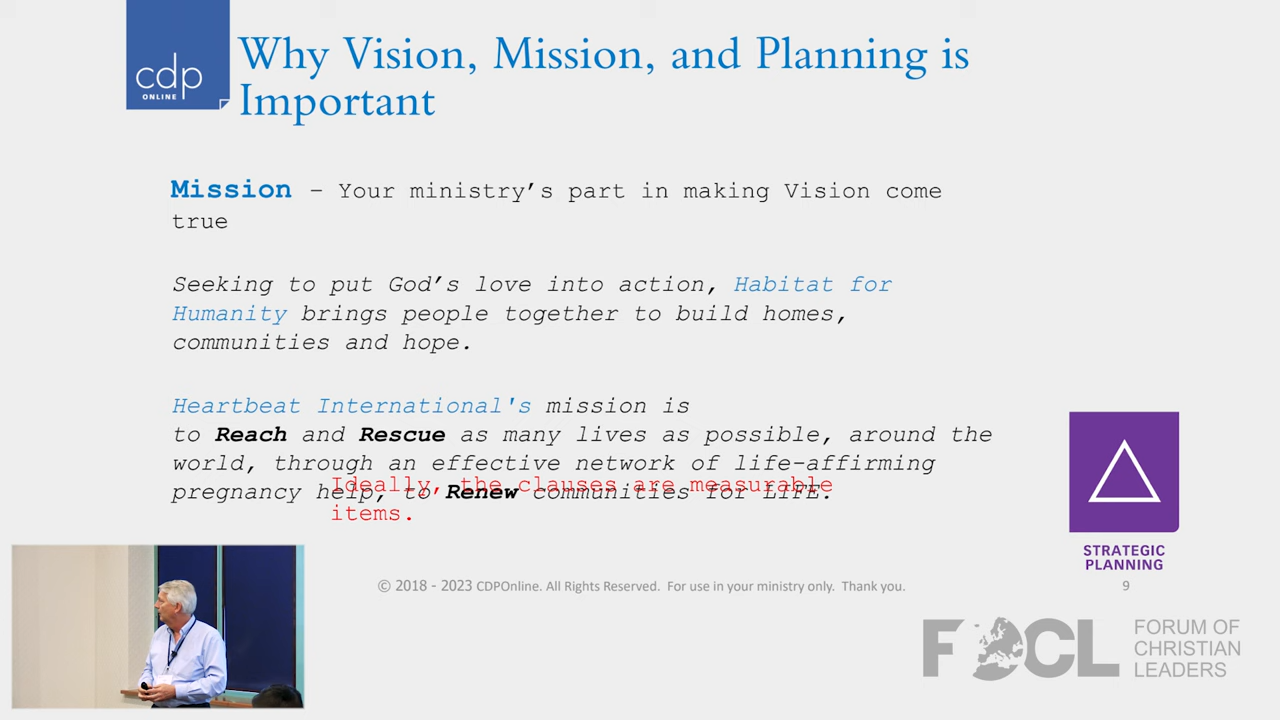 cdp
ONLINE
Why Vision, Mission, and Planning is
Important
Mission – Your ministry’s part in making Vision come
true
Seeking to put God’s love into action, Habitat for
Humanity brings people together to build homes,
communities and hope.
Heartbeat International's mission is
to Reach and Rescue as many lives as possible, around the
world, through an effective network of life-affirming
pregnancy help, to Renew communities for LIFE.
Ideally, the clauses are measurable
items.
STRATEGIC
PLANNING
© 2018 - 2023 CDPOnline. All Rights Reserved. For use in your ministry only. Thank you.
9
FOCL
FORUM OF
CHRISTIAN
LEADERS